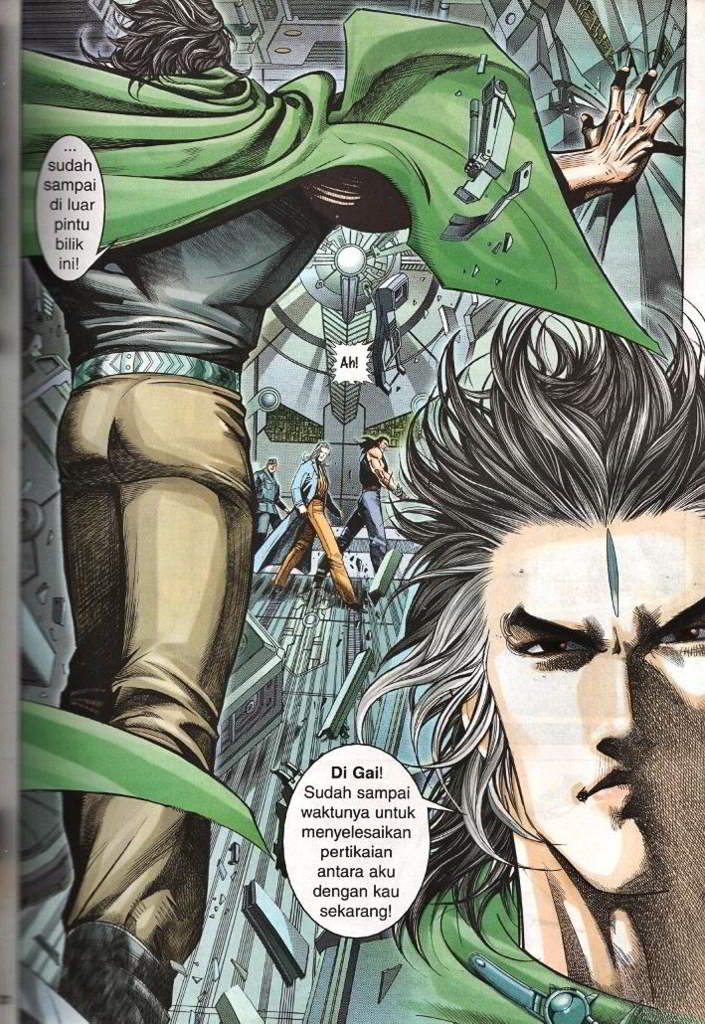 ...
sudah
sampai
di luar
pintu
bilik
ini!
Ah!
Di Gai!
Sudah sampai
waktunya untuk
menyelesaikan
pertikaian
antara aku
dengan kau
sekarang!